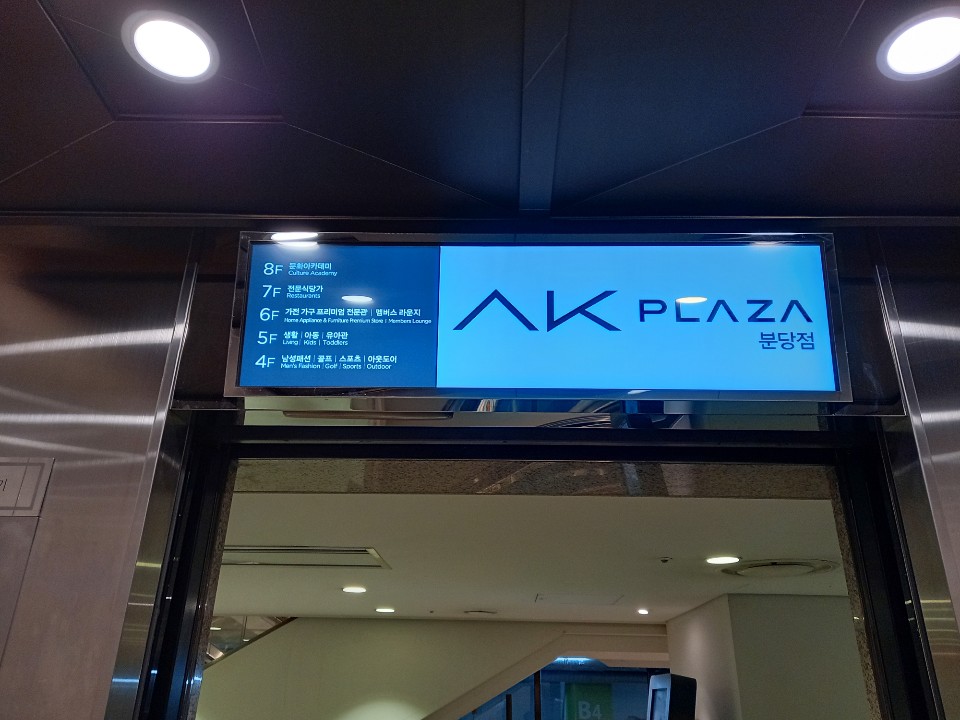 8F 문화아카데미
Culture Academy
7F 전문식당가
Restaurants
6F 가전 가구 프리미엄 전문관 | 멤버스 라운지
Home Appliance & Furniture Premium Store | Members Lounge
5F 생활 | 아동 | 유아관
Living | Kids | Toddlers
4F 남성패션 | 골프 | 스포츠 | 아웃도어
Men's Fashion | Golf | Sports | Outdoor
AK PLAZA
분당점
기
B4